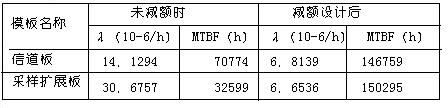 模板名称 未减额时 减额设计后
λ (10-6/h) MTBF (h) λ (10-6/h) MTBF (h)
信道板 14.1294 70774 6.8139 146759
采样扩展板 30.6757 32599 6.6536 150295